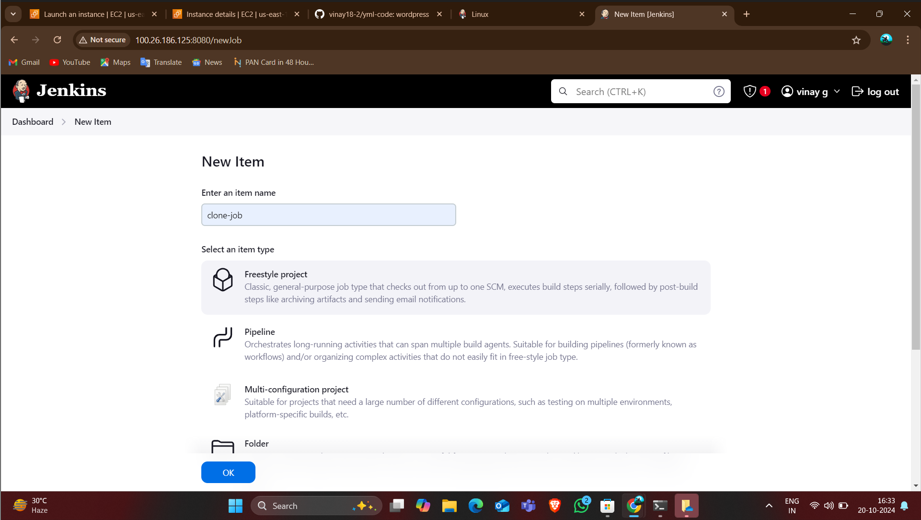 Launch an instance | EC2 | us-e
Instance details | EC2 | us-east
vinay18-2/yml-code: wordpress
Linux
New Item [Jenkins]
Not secure
100.26.186.125:8080/newJob
Gmail
YouTube
Maps
Translate
News
PAN Card in 48 Hou...
Jenkins
Search (CTRL+K)
1
vinay g
log out
Dashboard
New Item
New Item
Enter an item name
clone-job
Select an item type
Freestyle project
Classic, general-purpose job type that checks out from up to one SCM, executes build steps serially, followed by post-build
steps like archiving artifacts and sending email notifications.
Pipeline
Orchestrates long-running activities that can span multiple build agents. Suitable for building pipelines (formerly known as
workflows) and/or organizing complex activities that do not easily fit in free-style job type.
Multi-configuration project
Suitable for projects that need a large number of different configurations, such as testing on multiple environments,
platform-specific builds, etc.
Folder
OK
30°C
Haze
Search
2
ENG
IN
16:33
20-10-2024